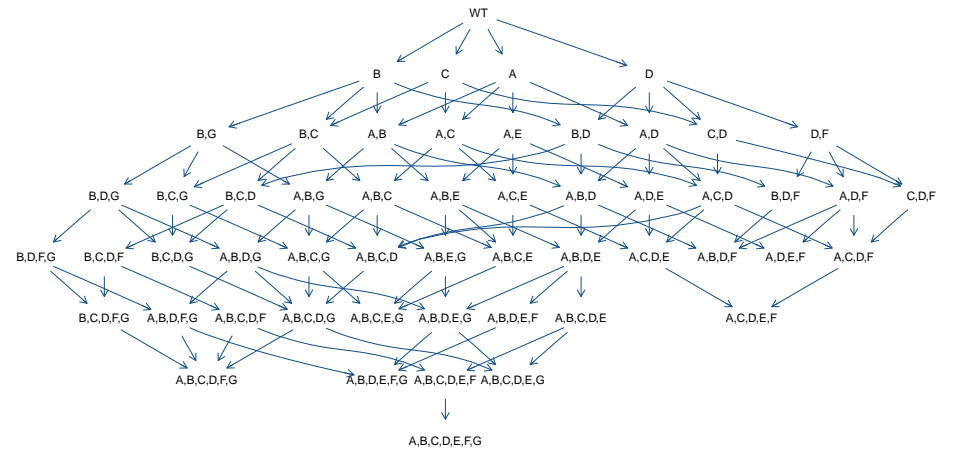 WT
B C A D
B,G B,C A,B A,C A,E B,D A,D C,D D,F
B,D,G B,C,G B,C,D A,B,G A,B,C A,B,E A,C,E A,B,D A,D,E A,C,D B,D,F A,D,F C,D,F
B,D,F,G B,C,D,F B,C,D,G A,B,D,G A,B,C,G A,B,C,D A,B,E,G A,B,C,E A,B,D,E A,C,D,E A,B,D,F A,D,E,F A,C,D,F
B,C,D,F,G A,B,D,F,G A,B,C,D,F A,B,C,D,G A,B,C,E,G A,B,D,E,G A,B,D,E,F A,B,C,D,E A,C,D,E,F
A,B,C,D,F,G A,B,D,E,F,G A,B,C,D,E,F A,B,C,D,E,G
A,B,C,D,E,F,G